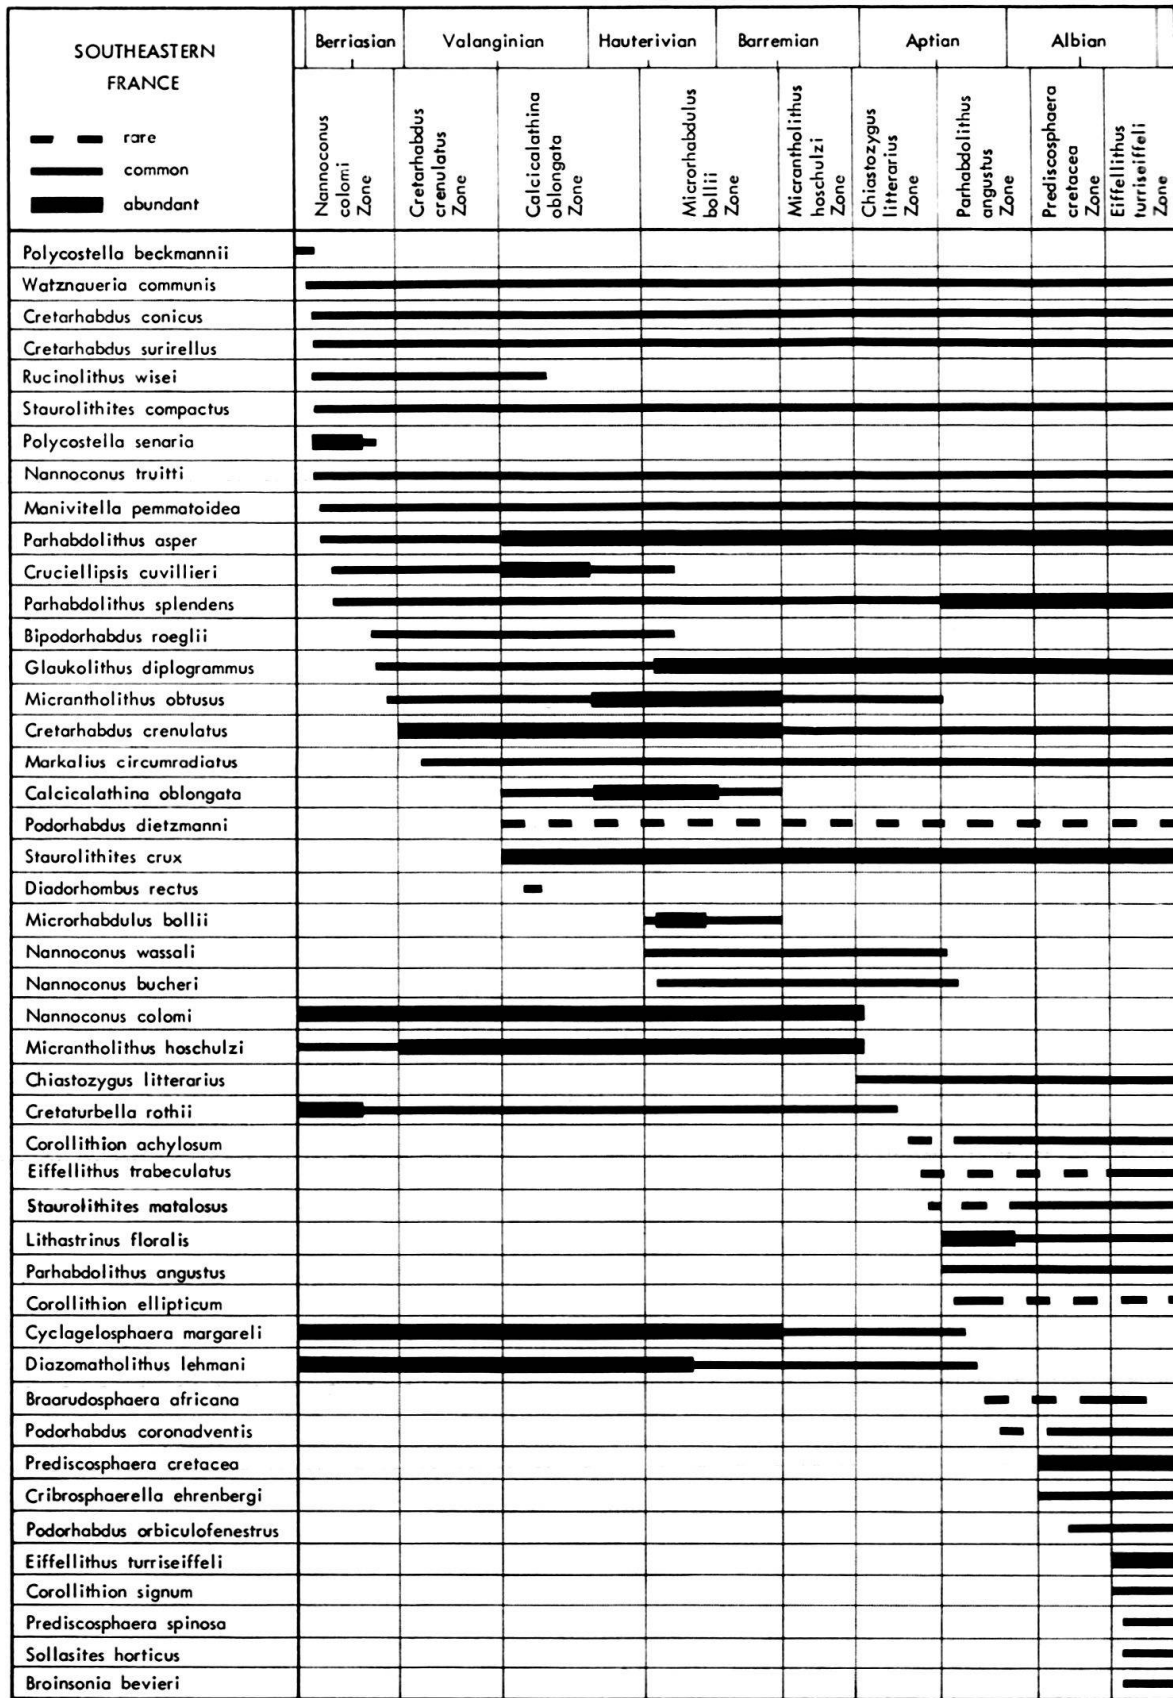 SOUTHEASTERN
FRANCE
rare
common
abundant
Berriasian
Valanginian
Hauterivian
Barremian
Aptian
Albian
Nannoconus
colomi
Zone
Cretarhabdus
crenulatus
Zone
Calcicalathina
oblongata
Zone
Microrhabdulus
bollii
Zone
Micrantholithus
hoschulzi
Zone
Chiastozygus
litterarius
Zone
Parhabdolithus
angustus
Zone
Prediscosphaera
cretacea
Zone
Eiffellithus
turriseiffeli
Zone
Polycostella beckmannii
Watznaueria communis
Cretarhabdus conicus
Cretarhabdus surirellus
Rucinolithus wisei
Staurolithites compactus
Polycostella senaria
Nannoconus truitti
Manivitella pemmatoidea
Parhabdolithus asper
Cruciellipsis cuvillieri
Parhabdolithus splendens
Bipodorhabdus roeglii
Glaukolithus diplogrammus
Micrantholithus obtusus
Cretarhabdus crenulatus
Markalius circumradiatus
Calcicalathina oblongata
Podorhabdus dietzmanni
Staurolithites crux
Diadorhombus rectus
Microrhabdulus bollii
Nannoconus wassali
Nannoconus bucheri
Nannoconus colomi
Micrantholithus hoschulzi
Chiastozygus litterarius
Cretaturbella rothii
Corollithion achylosum
Eiffellithus trabeculatus
Staurolithites matalosus
Lithastrinus floralis
Parhabdolithus angustus
Corollithion ellipticum
Cyclagelosphaera margareli
Diazomatholithus lehmani
Braarudosphaera africana
Podorhabdus coronadventis
Prediscosphaera cretacea
Cribrosphaerella ehrenbergi
Podorhabdus orbiculofenestrus
Eiffellithus turriseiffeli
Corollithion signum
Prediscosphaera spinosa
Sollasites horticus
Broinsonia bevieri